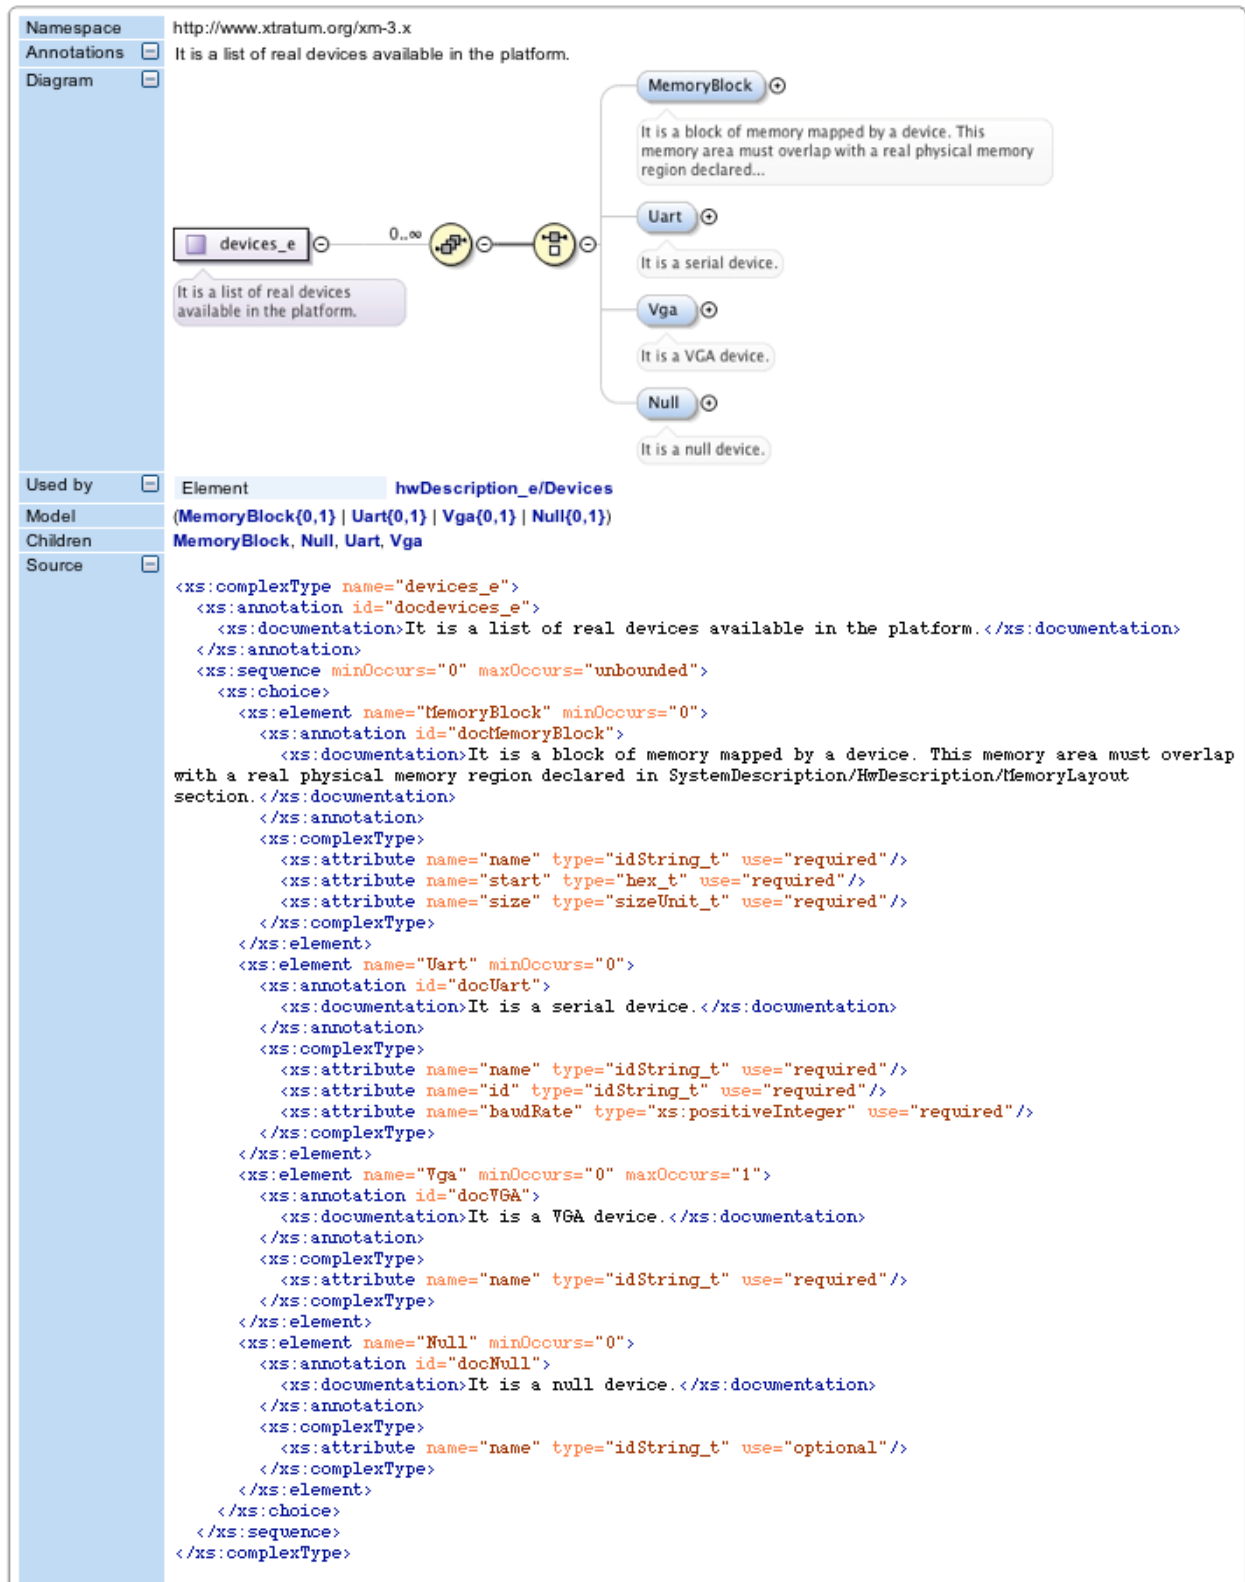 Namespace http://www.xtratum.org/xm-3.x
Annotations It is a list of real devices available in the platform.
Diagram
MemoryBlock
It is a block of memory mapped by a device. This
memory area must overlap with a real physical memory
region declared...
Uart
It is a serial device.
devices_e 0..∞
It is a list of real devices
available in the platform.
Vga
It is a VGA device.
Null
It is a null device.
Used by Element hwDescription_e/Devices
Model (MemoryBlock{0,1} | Uart{0,1} | Vga{0,1} | Null{0,1})
Children MemoryBlock, Null, Uart, Vga
Source
<xs:complexType name="devices_e">
<xs:annotation id="docdevices_e">
<xs:documentation>It is a list of real devices available in the platform.</xs:documentation>
</xs:annotation>
<xs:sequence minOccurs="0" maxOccurs="unbounded">
<xs:choice>
<xs:element name="MemoryBlock" minOccurs="0">
<xs:annotation id="docMemoryBlock">
<xs:documentation>It is a block of memory mapped by a device. This memory area must overlap
with a real physical memory region declared in SystemDescription/HwDescription/MemoryLayout
section.</xs:documentation>
</xs:annotation>
<xs:complexType>
<xs:attribute name="name" type="idString_t" use="required"/>
<xs:attribute name="start" type="hex_t" use="required"/>
<xs:attribute name="size" type="sizeUnit_t" use="required"/>
</xs:complexType>
</xs:element>
<xs:element name="Uart" minOccurs="0">
<xs:annotation id="docUart">
<xs:documentation>It is a serial device.</xs:documentation>
</xs:annotation>
<xs:complexType>
<xs:attribute name="name" type="idString_t" use="required"/>
<xs:attribute name="id" type="idString_t" use="required"/>
<xs:attribute name="baudRate" type="xs:positiveInteger" use="required"/>
</xs:complexType>
</xs:element>
<xs:element name="Vga" minOccurs="0" maxOccurs="1">
<xs:annotation id="docVGA">
<xs:documentation>It is a VGA device.</xs:documentation>
</xs:annotation>
<xs:complexType>
<xs:attribute name="name" type="idString_t" use="required"/>
</xs:complexType>
</xs:element>
<xs:element name="Null" minOccurs="0">
<xs:annotation id="docNull">
<xs:documentation>It is a null device.</xs:documentation>
</xs:annotation>
<xs:complexType>
<xs:attribute name="name" type="idString_t" use="optional"/>
</xs:complexType>
</xs:element>
</xs:choice>
</xs:sequence>
</xs:complexType>